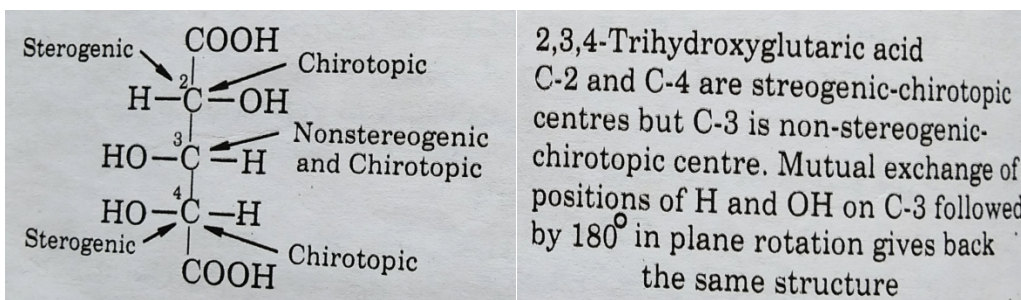 COOH
Sterogenic
Chirotopic
2
H–C–OH
3
Nonstereogenic
HO–C–H and Chirotopic
4
HO–C–H
Sterogenic
Chirotopic
COOH
2,3,4-Trihydroxyglutaric acid
C-2 and C-4 are streogenic-chirotopic
centres but C-3 is non-stereogenic-
chirotopic centre. Mutual exchange of
positions of H and OH on C-3 followed
by 180° in plane rotation gives back
the same structure